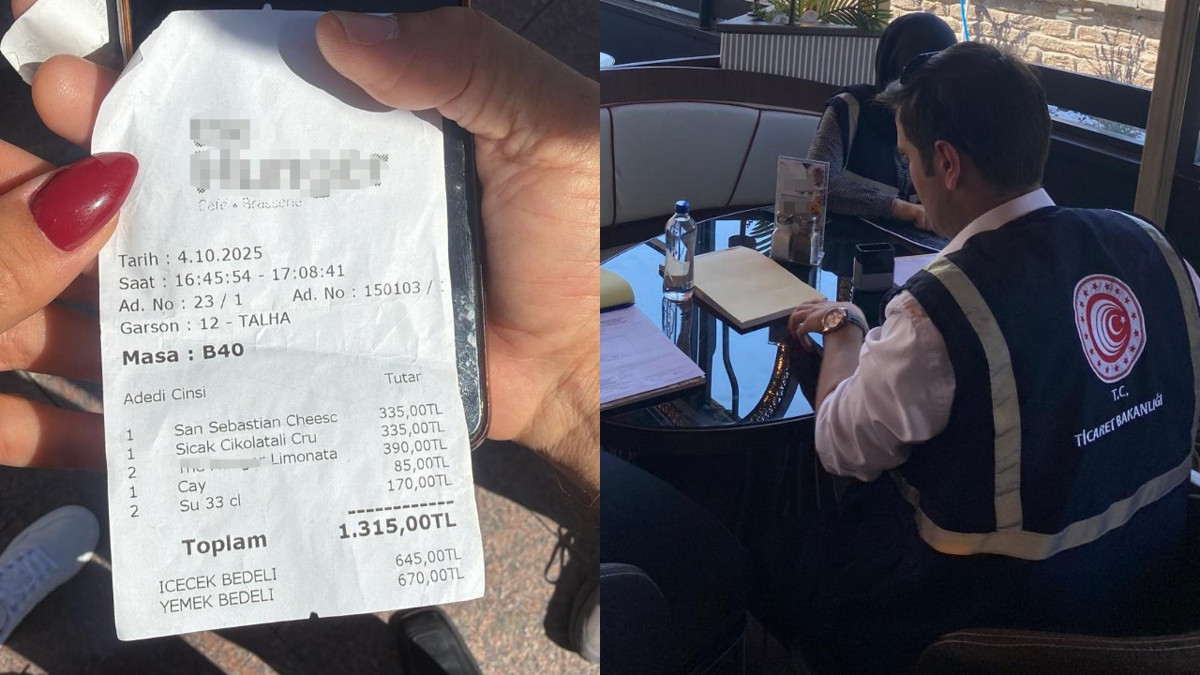 Café • Brasserie
Tarih : 4.10.2025
Saat : 16:45:54 - 17:08:41
Ad. No : 23 / 1 Ad. No : 150103 /
Garson : 12 - TALHA
Masa : B40
Adedi Cinsi Tutar
1 San Sebastian Cheesc 335,00TL
1 Sicak Cikolatali Cru 335,00TL
2 Limonata 390,00TL
1 Cay 85,00TL
2 Su 33 cl 170,00TL
Toplam 1.315,00TL
ICECEK BEDELI 645,00TL
YEMEK BEDELI 670,00TL
T.C.
TİCARET BAKANLIĞI